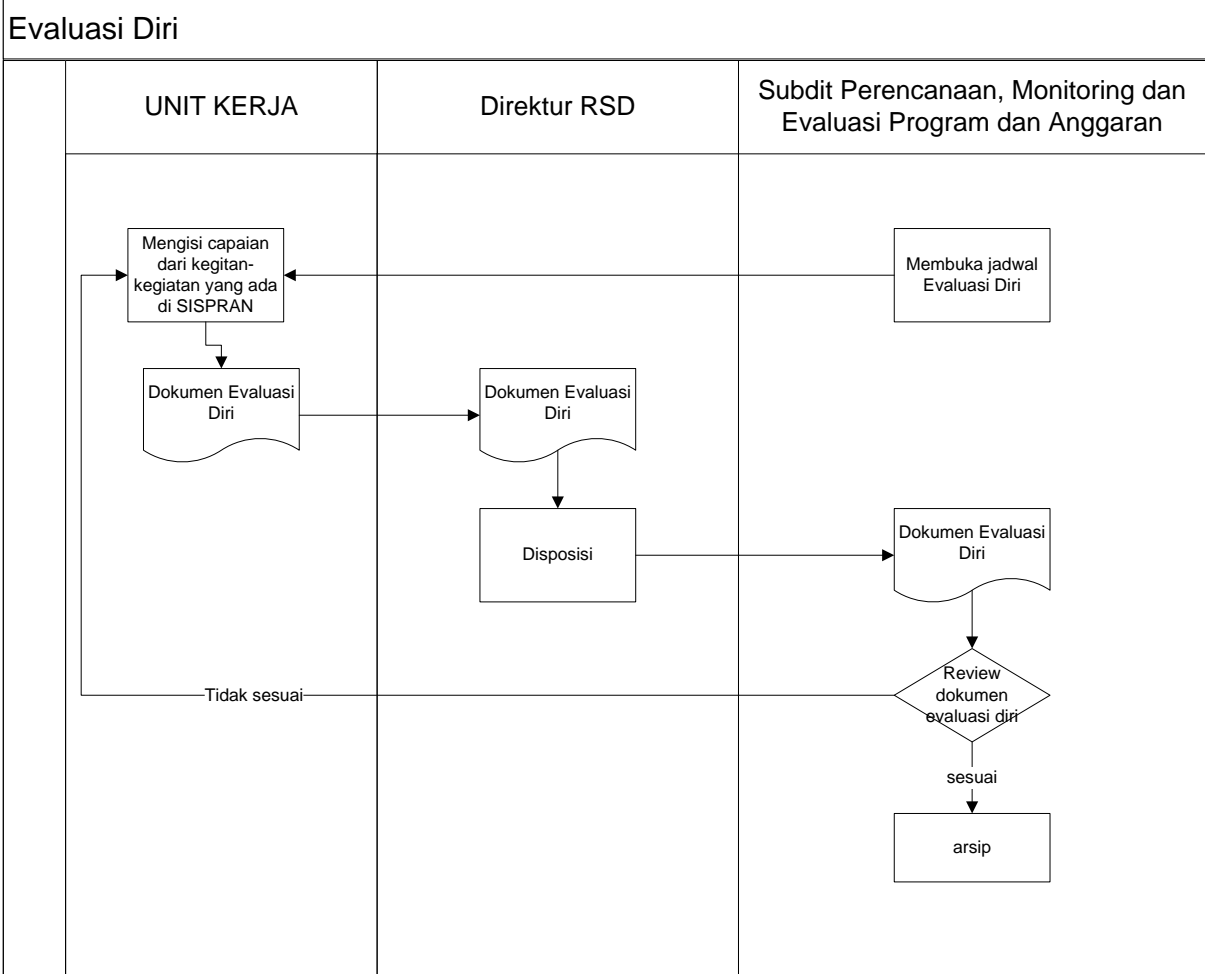 Evaluasi Diri
UNIT KERJA
Direktur RSD
Subdit Perencanaan, Monitoring dan
Evaluasi Program dan Anggaran
Mengisi capaian
dari kegitan-
kegiatan yang ada
di SISPRAN
Membuka jadwal
Evaluasi Diri
Dokumen Evaluasi
Diri
Dokumen Evaluasi
Diri
Disposisi
Dokumen Evaluasi
Diri
Tidak sesuai
Review
dokumen
evaluasi diri
sesuai
arsip